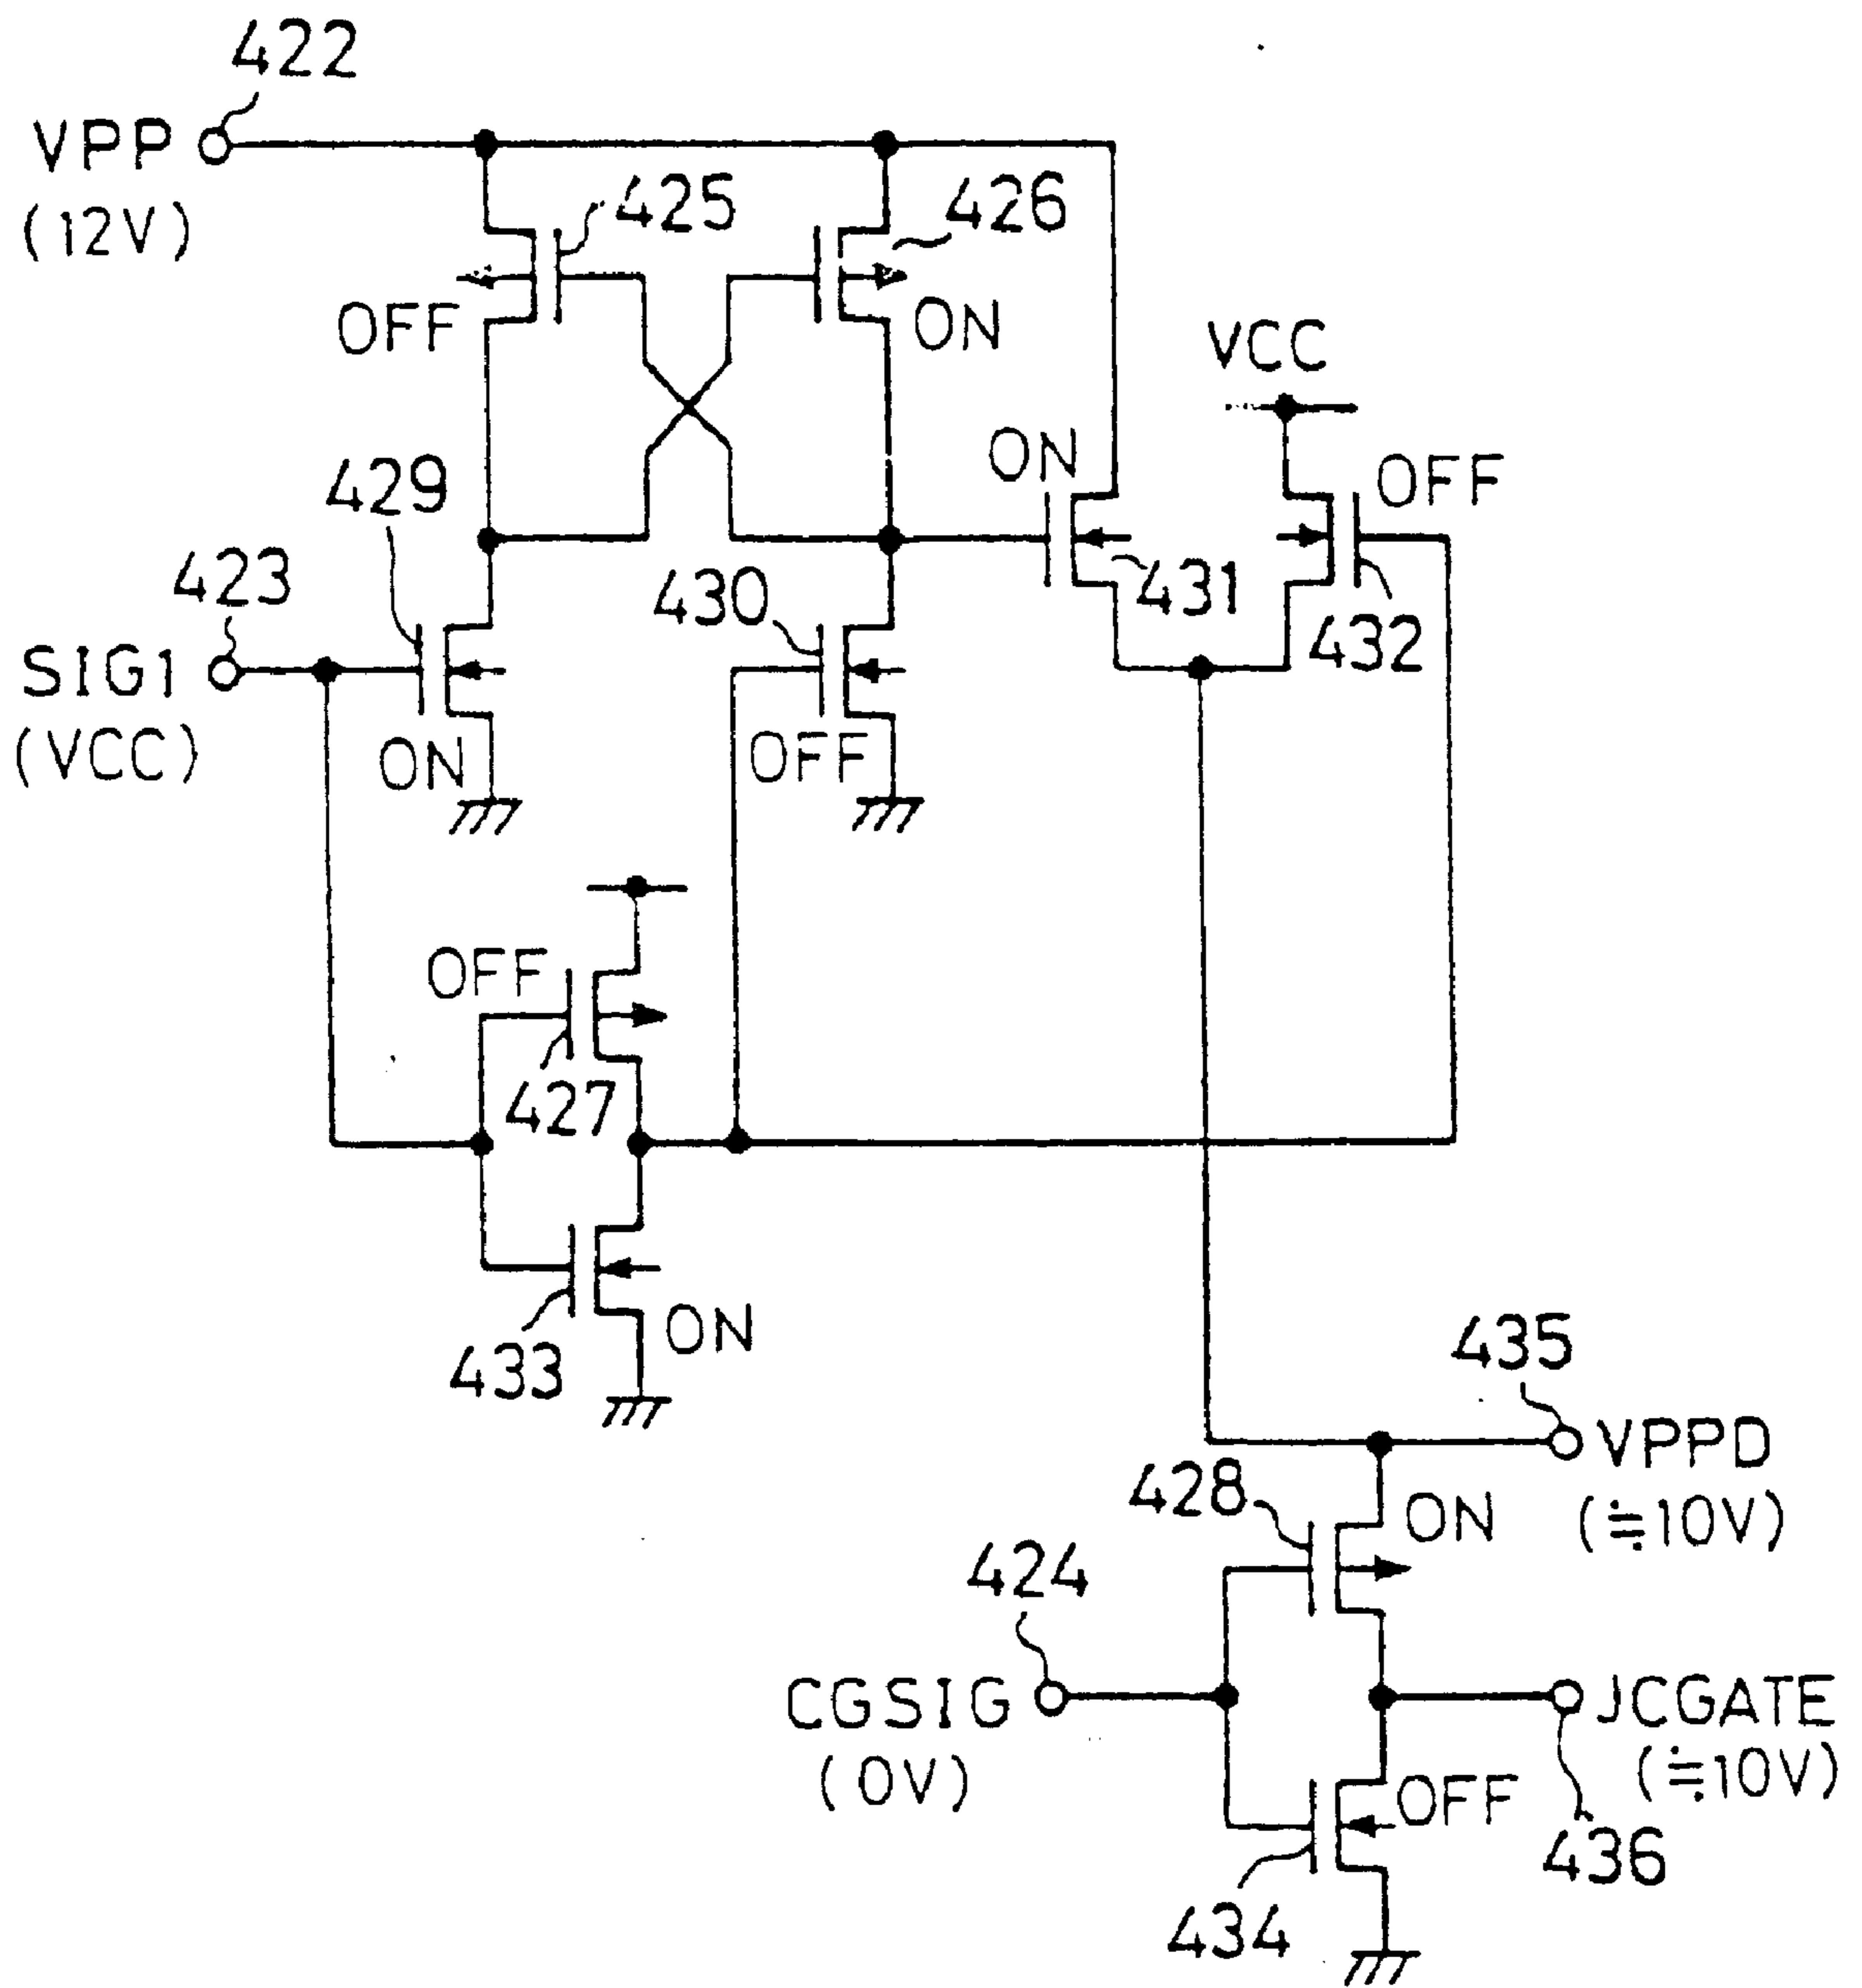 422
VPP
(12V)
425
426
OFF
ON
VCC
ON
OFF
429
423
430
431
432
SIG1
(VCC)
ON
OFF
OFF
427
ON
433
435
VPPD
(≒10V)
428
ON
424
CGSIG
(0V)
JCGATE
(≒10V)
OFF
436
434